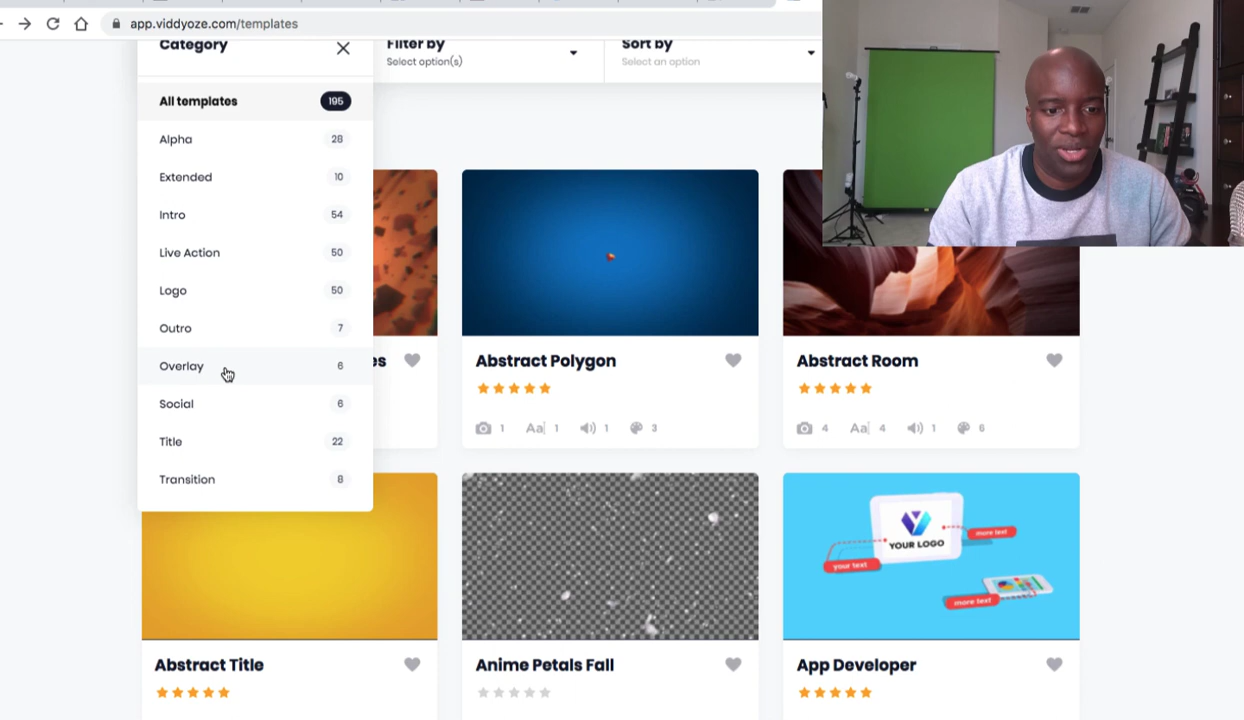 app.viddyoze.com/templates
Category
Filter by
Select option(s)
Sort by
Select an option
All templates 195
Alpha 28
Extended 10
Intro 54
Live Action 50
Logo 50
Outro 7
Overlay 6
Social 6
Title 22
Transition 8
es
Abstract Polygon
1 Aa 1 1 3
Abstract Room
4 Aa 4 1 6
YOUR LOGO
more text
your text
more text
Abstract Title
Anime Petals Fall
App Developer